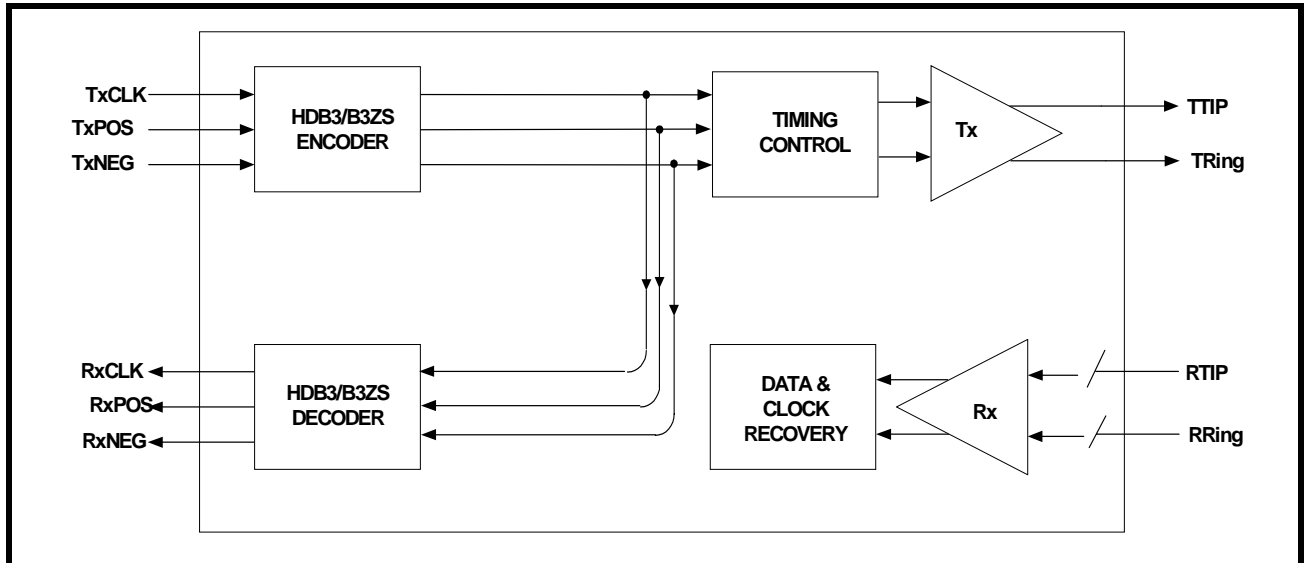 TxCLK
TxPOS
TxNEG
HDB3/B3ZS
ENCODER
TIMING
CONTROL
Tx
TTIP
TRing
RxCLK
RxPOS
RxNEG
HDB3/B3ZS
DECODER
DATA &
CLOCK
RECOVERY
Rx
RTIP
RRing